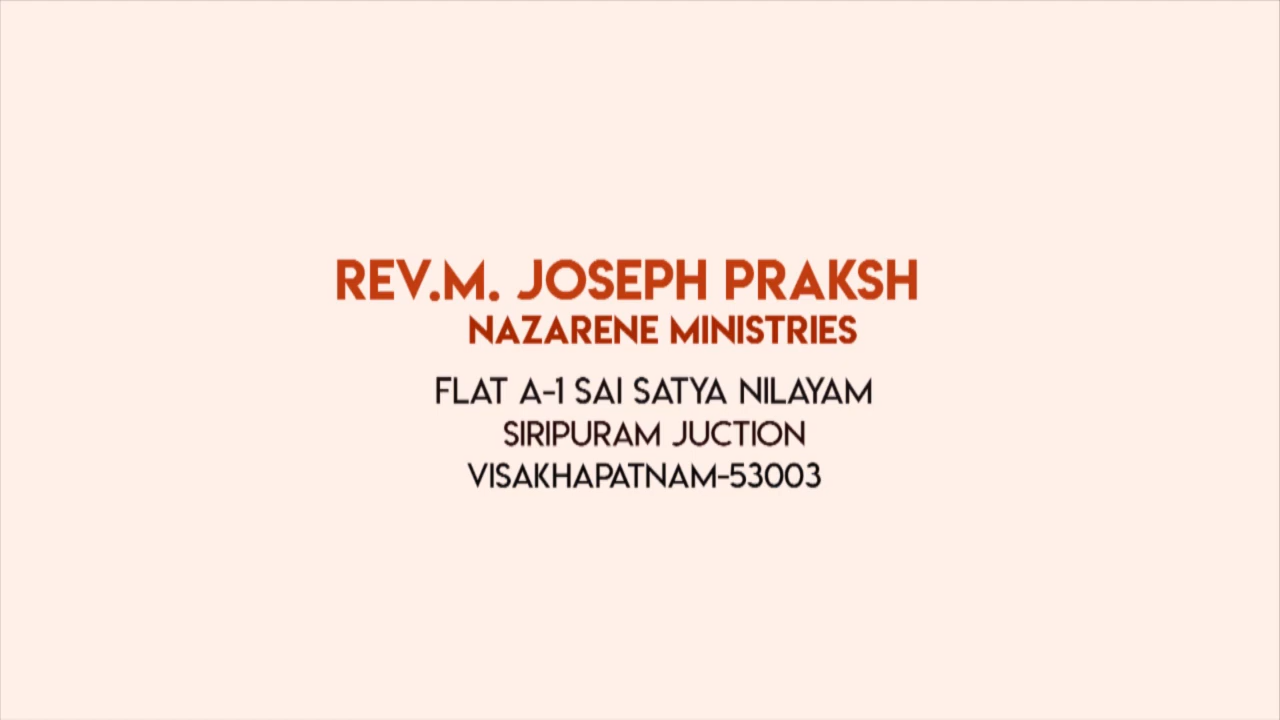 REV.M. JOSEPH PRAKSH
NAZARENE MINISTRIES
FLAT A-1 SAI SATYA NILAYAM
SIRIPURAM JUCTION
VISAKHAPATNAM-53003